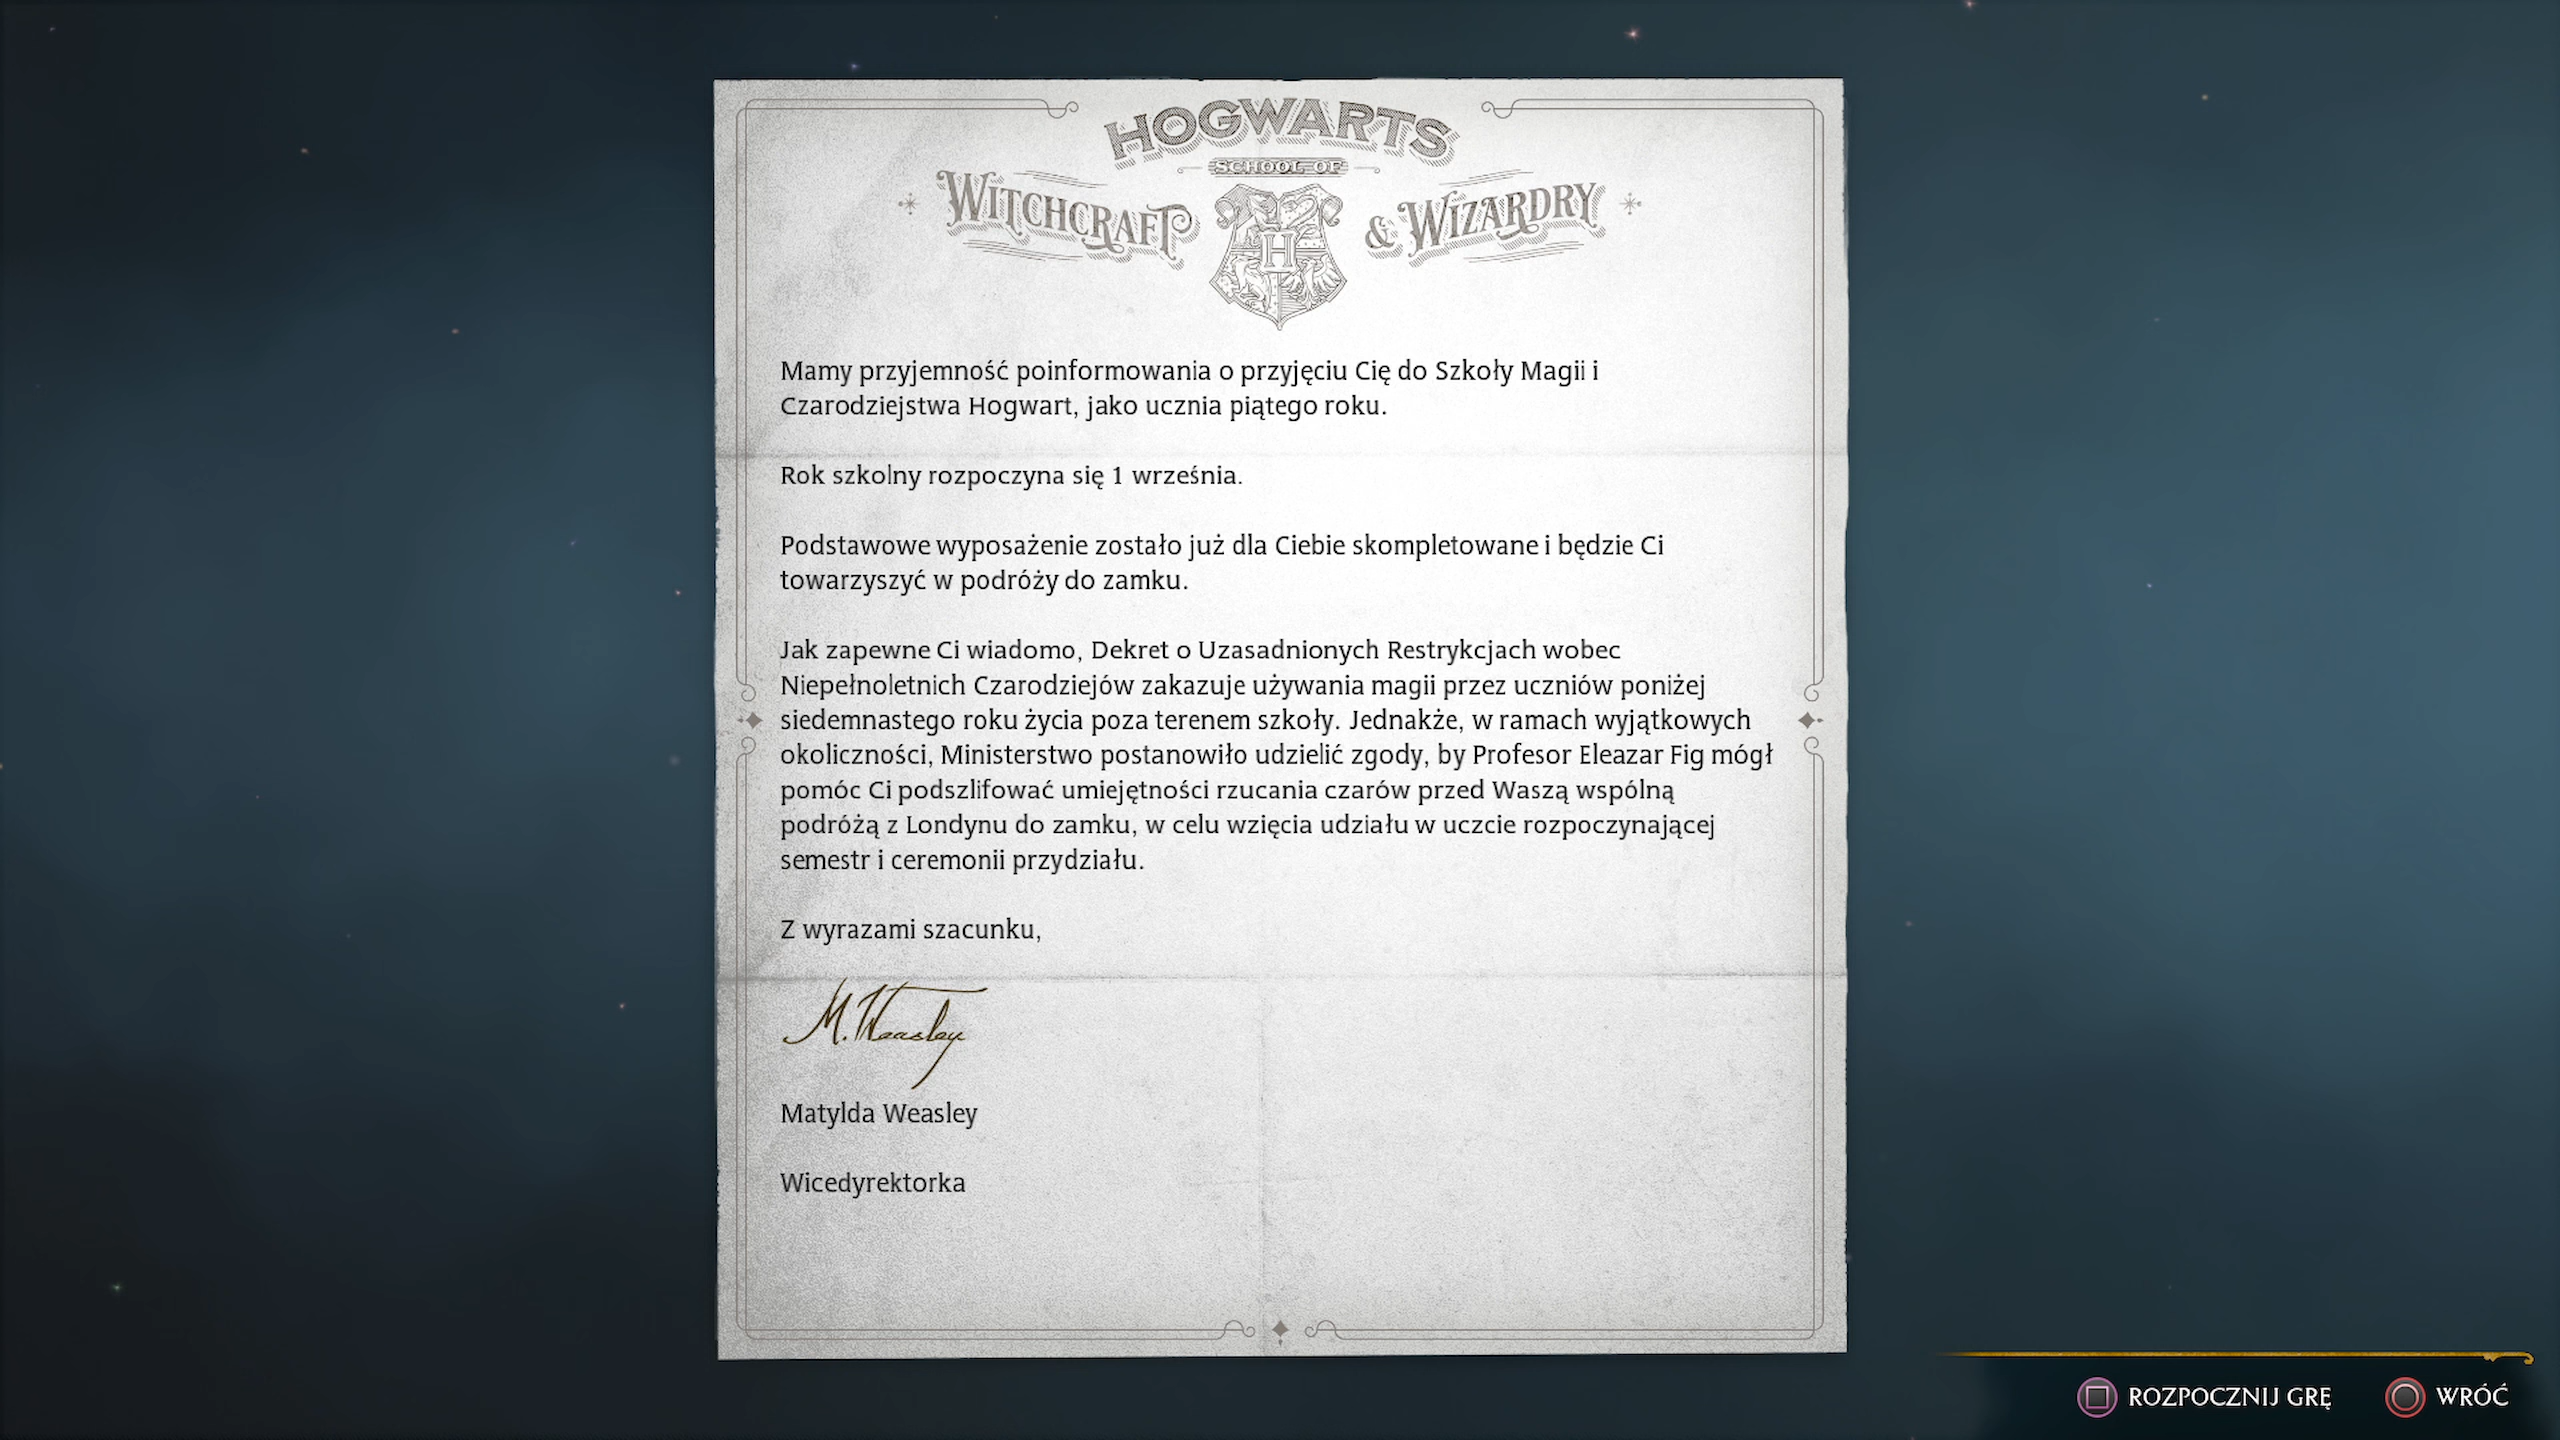 HOGWARTS
SCHOOL OF
WITCHCRAFT & WIZARDRY
H
Mamy przyjemność poinformowania o przyjęciu Cię do Szkoły Magii i
Czarodziejstwa Hogwart, jako ucznia piątego roku.
Rok szkolny rozpoczyna się 1 września.
Podstawowe wyposażenie zostało już dla Ciebie skompletowane i będzie Ci
towarzyszyć w podróży do zamku.
Jak zapewne Ci wiadomo, Dekret o Uzasadnionych Restrykcjach wobec
Niepełnoletnich Czarodziejów zakazuje używania magii przez uczniów poniżej
siedemnastego roku życia poza terenem szkoły. Jednakże, w ramach wyjątkowych
okoliczności, Ministerstwo postanowiło udzielić zgody, by Profesor Eleazar Fig mógł
pomóc Ci podszlifować umiejętności rzucania czarów przed Waszą wspólną
podróżą z Londynu do zamku, w celu wzięcia udziału w uczcie rozpoczynającej
semestr i ceremonii przydziału.
Z wyrazami szacunku,
M. Weasley
Matylda Weasley
Wicedyrektorka
ROZPOCZNIJ GRĘ WRÓĆ